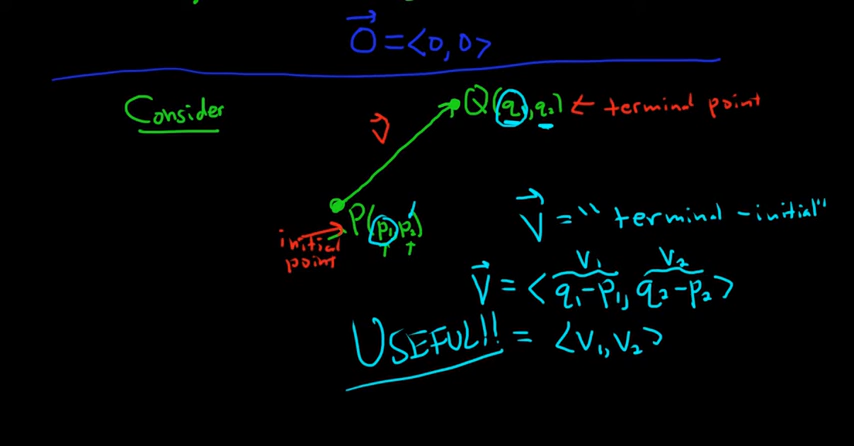 0⃗ = <0, 0>
Consider
Q(q₁, q₂) ← terminal point
v⃗
P(p₁, p₂)
initial
point
v⃗ = "terminal - initial"
v₁ v₂
v⃗ = <q₁-p₁, q₂-p₂>
USEFUL!! = <v₁, v₂>